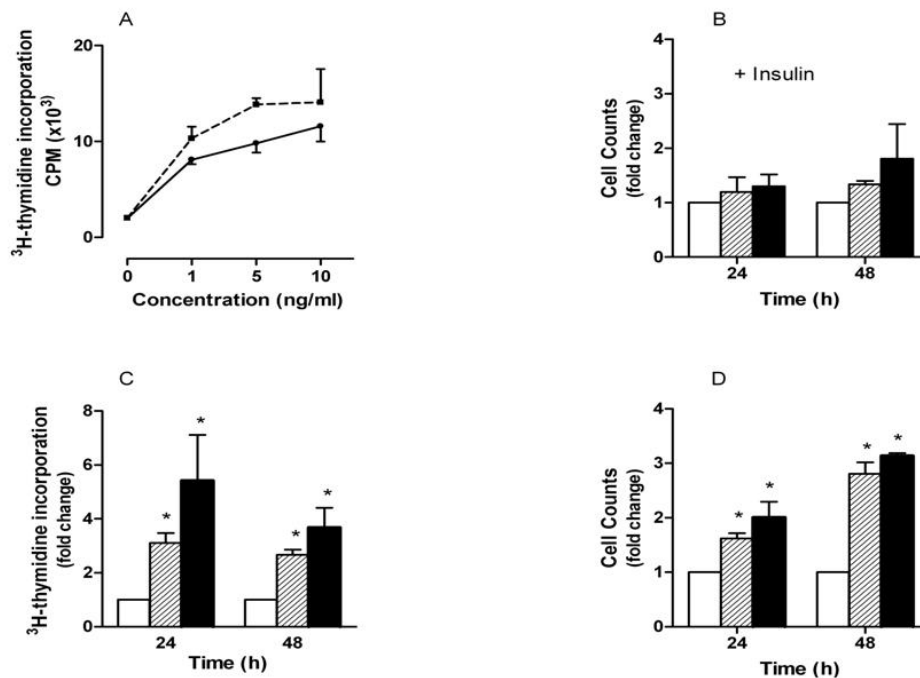 A
³H-thymidine incorporation
CPM (x10³)
20
10
0
0 1 5 10
Concentration (ng/ml)
B
+ Insulin
Cell Counts
(fold change)
4
3
2
1
0
24 48
Time (h)
C
³H-thymidine incorporation
(fold change)
8
6
4
2
0
* * * *
24 48
Time (h)
D
Cell Counts
(fold change)
4
3
2
1
0
* * * *
24 48
Time (h)